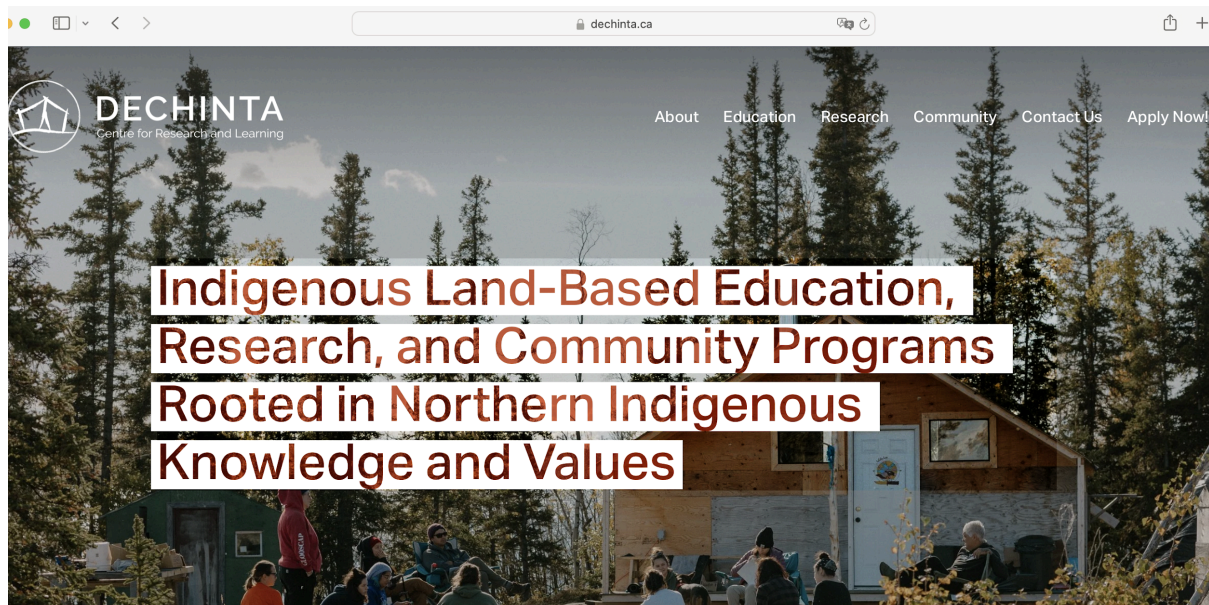 dechinta.ca
DECHINTA
Centre for Research and Learning
About Education Research Community Contact Us Apply Now!
Indigenous Land-Based Education,
Research, and Community Programs
Rooted in Northern Indigenous
Knowledge and Values